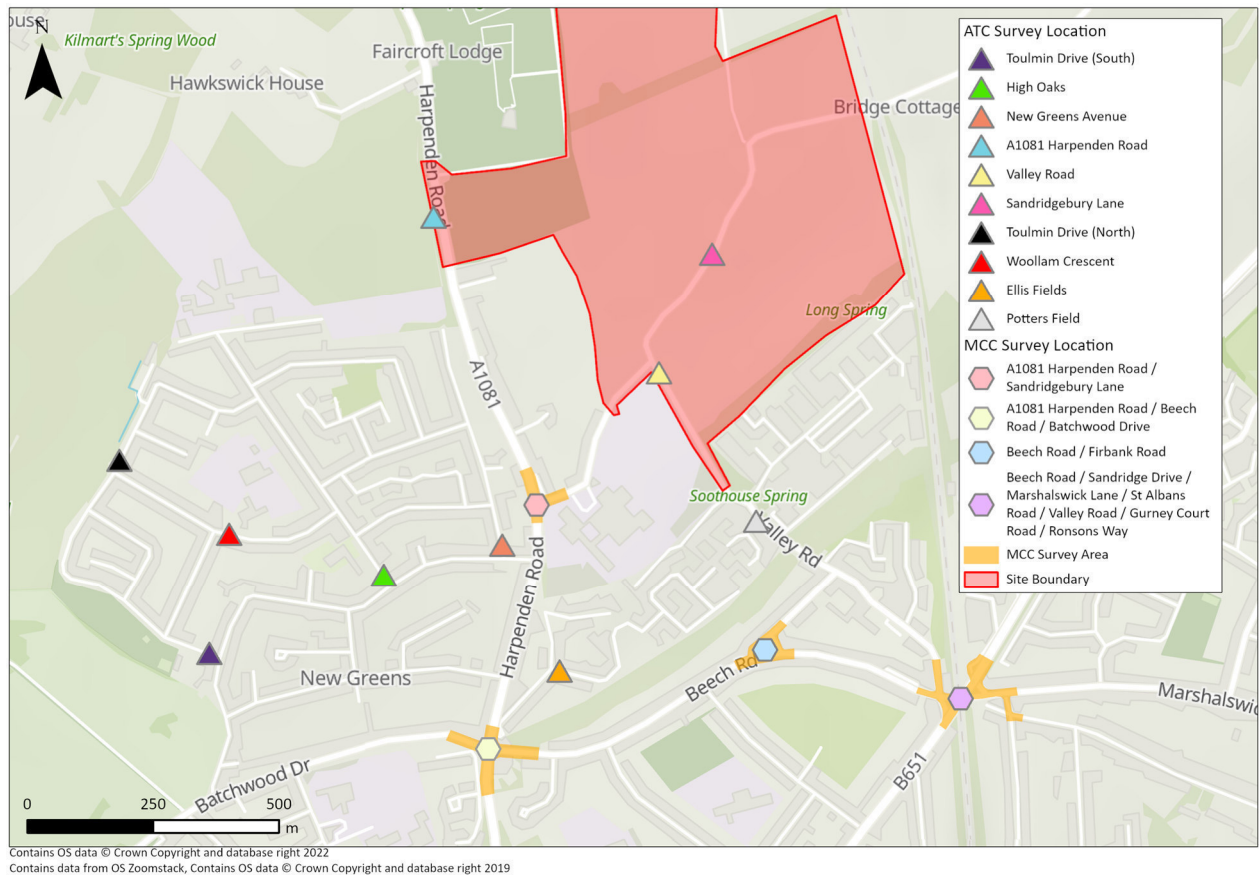 ouse
N
Kilmart's Spring Wood
Faircroft Lodge
Hawkswick House
Bridge Cottage
Harpenden Road
Long Spring
A1081
Soothouse Spring
Valley Rd
Harpenden Road
Beech Rd
New Greens
Marshalswic
B651
Batchwood Dr
0 250 500
m
ATC Survey Location
Toulmin Drive (South)
High Oaks
New Greens Avenue
A1081 Harpenden Road
Valley Road
Sandridgebury Lane
Toulmin Drive (North)
Woollam Crescent
Ellis Fields
Potters Field
MCC Survey Location
A1081 Harpenden Road /
Sandridgebury Lane
A1081 Harpenden Road / Beech
Road / Batchwood Drive
Beech Road / Firbank Road
Beech Road / Sandridge Drive /
Marshalswick Lane / St Albans
Road / Valley Road / Gurney Court
Road / Ronsons Way
MCC Survey Area
Site Boundary
Contains OS data © Crown Copyright and database right 2022
Contains data from OS Zoomstack, Contains OS data © Crown Copyright and database right 2019